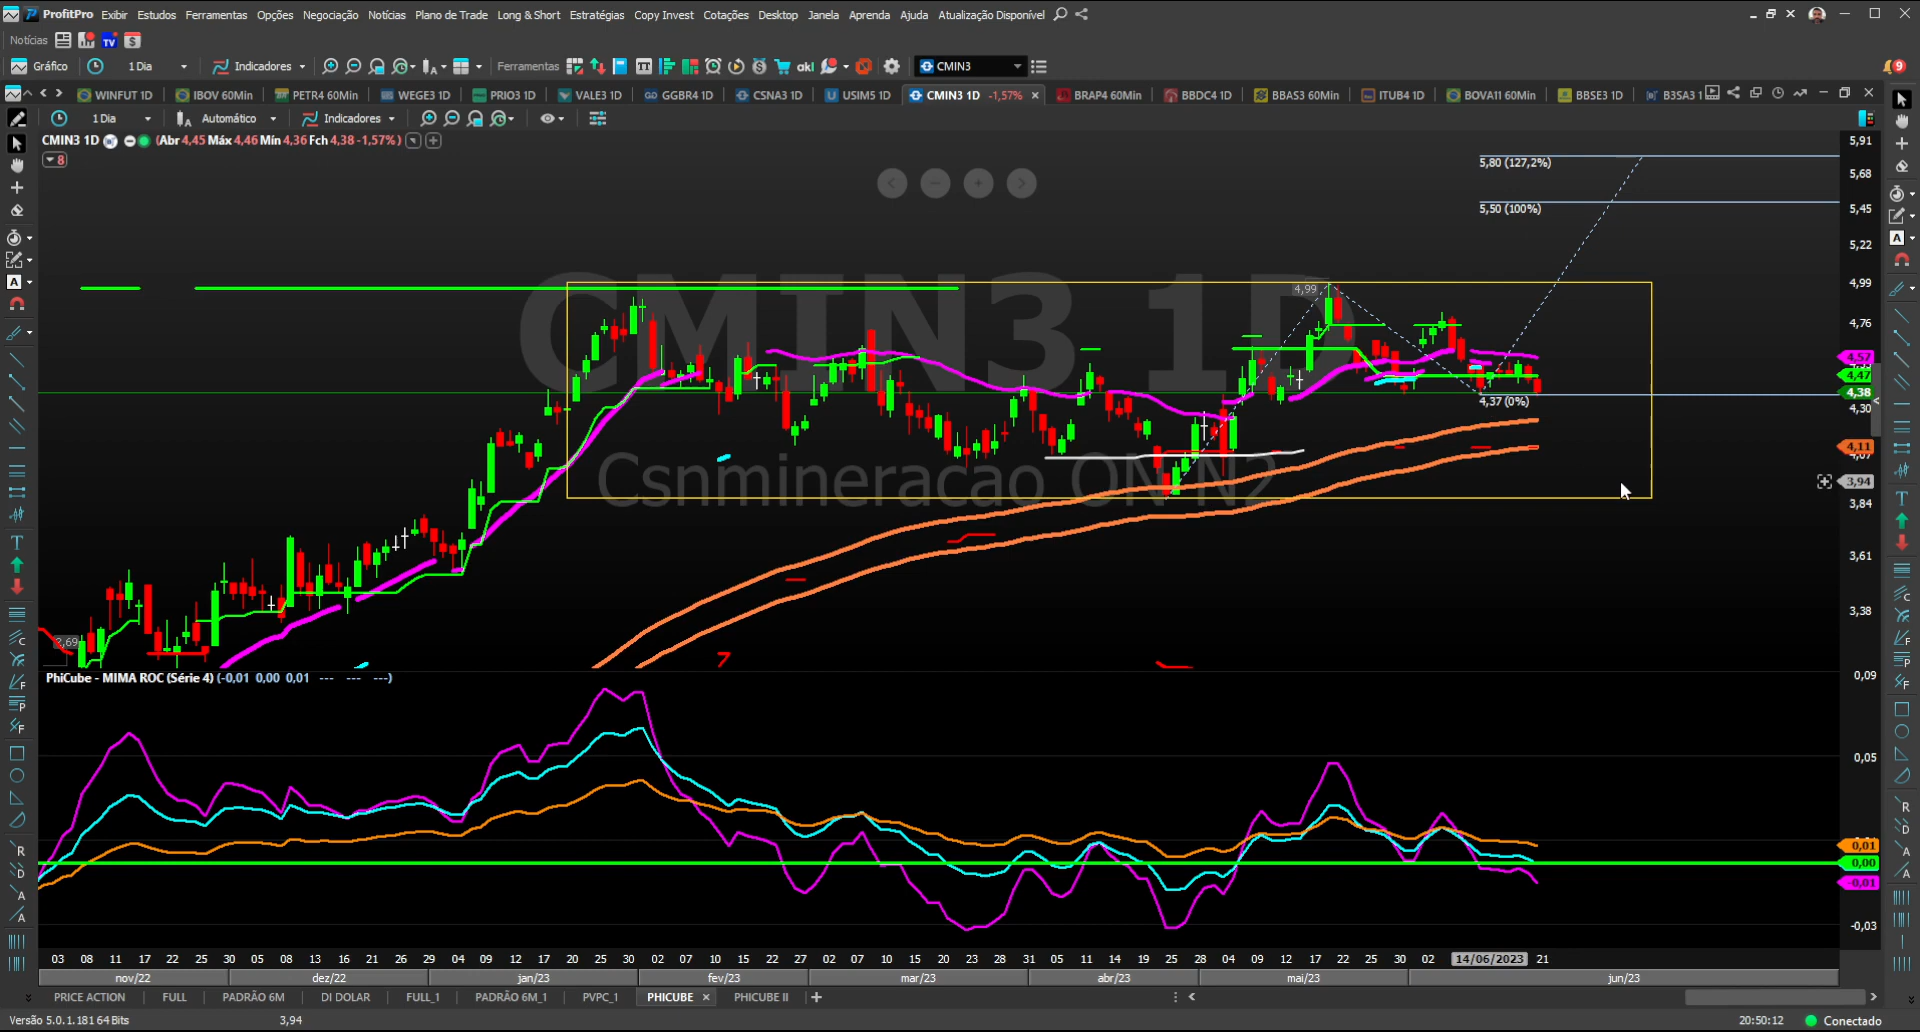 ProfitPro Exibir Estudos Ferramentas Opções Negociação Notícias Plano de Trade Long & Short Estratégias Copy Invest Cotações Desktop Janela Aprenda Ajuda Atualização Disponível
Notícias TV $
Gráfico 1 Dia Indicadores Ferramentas TT akl CMIN3 9
WINFUT 1D IBOV 60Min PETR4 60Min WEGE3 1D PRIO3 1D VALE3 1D GGBR4 1D CSNA3 1D USIM5 1D CMIN3 1D -1,57% BRAP4 60Min BBDC4 1D BBAS3 60Min ITUB4 1D BOVA11 60Min BBSE3 1D B3SA3 1
1 Dia Automático Indicadores
CMIN3 1D (Abr 4,45 Máx 4,46 Mín 4,36 Fch 4,38 -1,57%)
8
CMIN3 1D
Csnmineracao ON N2
5,80 (127,2%)
5,50 (100%)
4,99
4,37 (0%)
3,69
7
5,91
5,68
5,45
5,22
4,99
4,76
4,52
4,47
4,38
4,30
4,11
4,07
3,94
3,84
3,61
3,38
PhiCube - MIMA ROC (Série 4) (-0,01 0,00 0,01 --- --- ---)
0,09
0,05
0,01
0,00
-0,01
-0,03
03 08 11 17 22 25 30 05 08 13 16 21 26 29 04 09 12 17 20 25 30 02 07 10 15 22 27 02 07 10 15 20 23 28 31 05 11 14 19 25 28 04 09 12 17 22 25 30 02 14/06/2023 21
nov/22 dez/22 jan/23 fev/23 mar/23 abr/23 mai/23 jun/23
PRICE ACTION FULL PADRÃO 6M DI DOLAR FULL_1 PADRÃO 6M_1 PVPC_1 PHICUBE PHICUBE II
Versão 5.0.1.181 64 Bits 3,94 20:50:12 Conectado